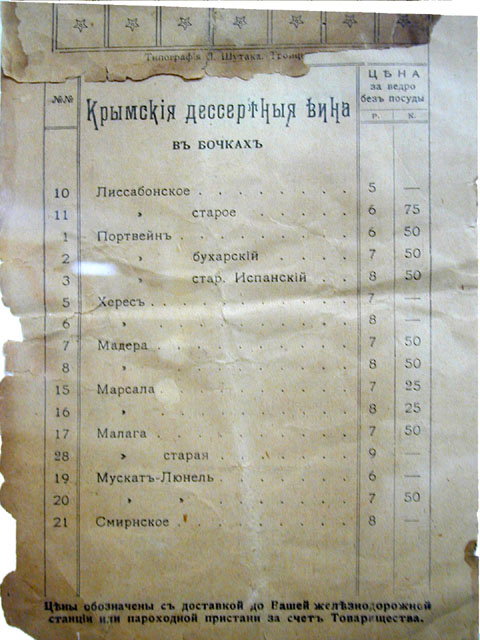 Типографія Л. Шутака,
№№
ЦѢНА
за ведро
безъ посуды
Р. К.
Крымскія дессертныя вина
ВЪ БОЧКАХЪ
10 Лиссабонское . . . . . . . 5 —
11 » старое . . . . . 6 75
1 Портвейнъ . . . . . . . . 6 50
2 » бухарскій . . . . 7 50
3 » стар. Испанскій . . 8 50
5 Хересъ . . . . . . . . . 7 —
6 » . . . . . . . . . 8 —
7 Мадера . . . . . . . . . 7 50
8 » . . . . . . . . . 8 50
15 Марсала . . . . . . . . . 7 25
16 » . . . . . . . . . 8 25
17 Малага . . . . . . . . . 7 50
28 » старая . . . . . . 9 —
19 Мускатъ-Люнель . . . . . . 6 —
20 » » . . . . . . . 7 50
21 Смирнское . . . . . . . . 8 —
Цѣны обозначены съ доставкой до Вашей желѣзнодорожной
станціи или пароходной пристани за счетъ Товарищества.